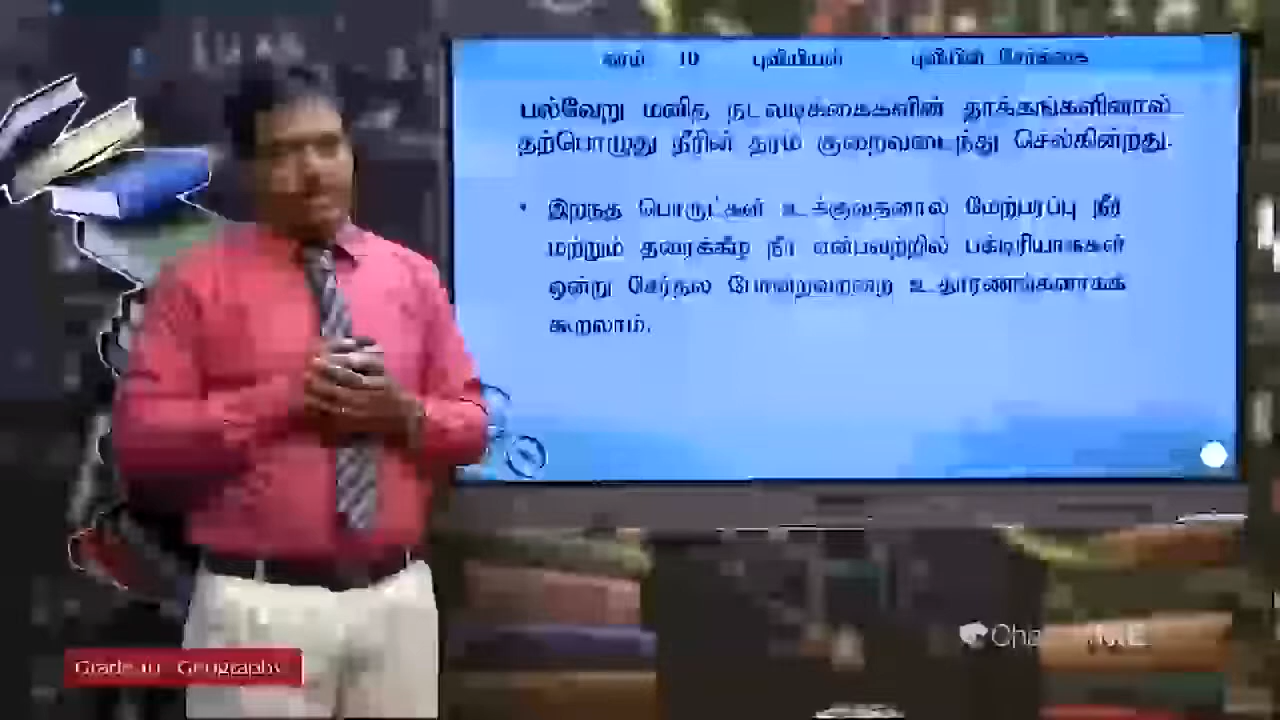 தரம் 10 புவியியல் புவியின் சேர்க்கை
பல்வேறு மனித நடவடிக்கைகளின் தாக்கங்களினால்
தற்பொழுது நீரின் தரம் குறைவடைந்து செல்கின்றது.
• இறந்த பொருட்கள் உக்குவதனால் மேற்பரப்பு நீர்
மற்றும் தரைக்கீழ் நீர் என்பவற்றில் பக்டீரியாக்கள்
ஒன்று சேர்தல் போன்றவற்றை உதாரணங்களாகக்
கூறலாம்.
Grade 10 Geography